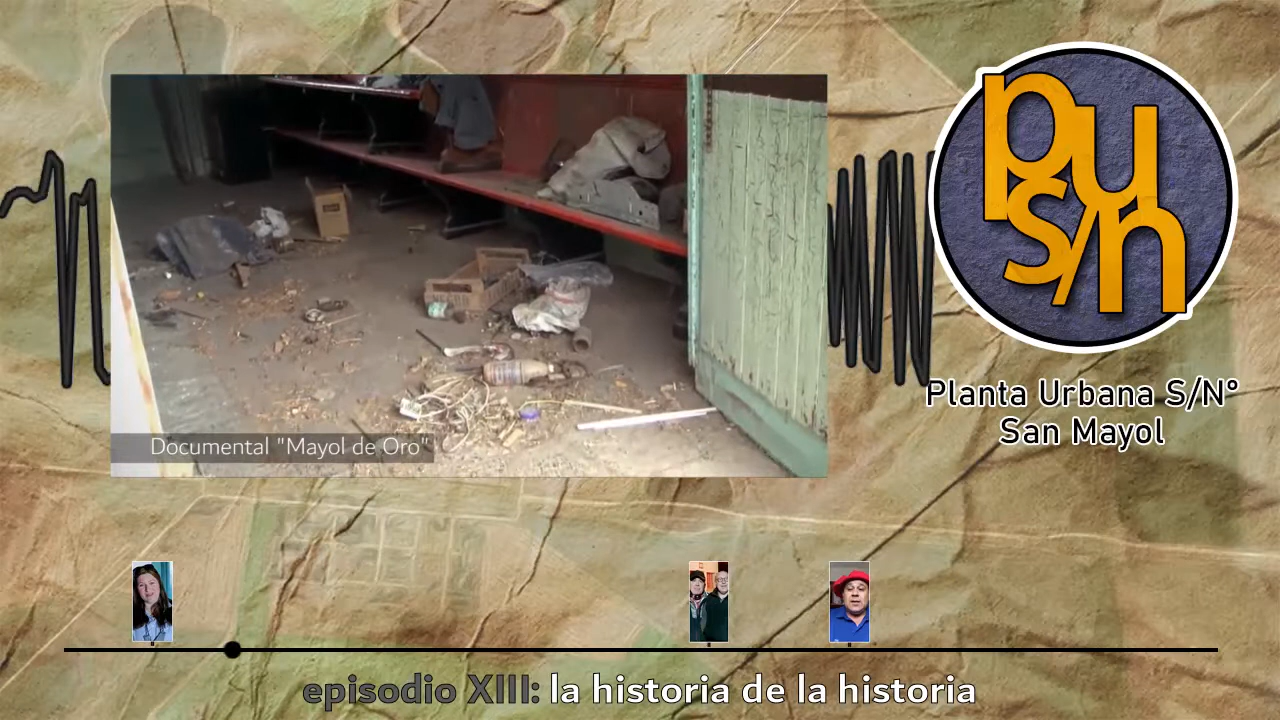 pu
s/n
Planta Urbana S/N°
San Mayol
Documental "Mayol de Oro"
episodio XIII: la historia de la historia